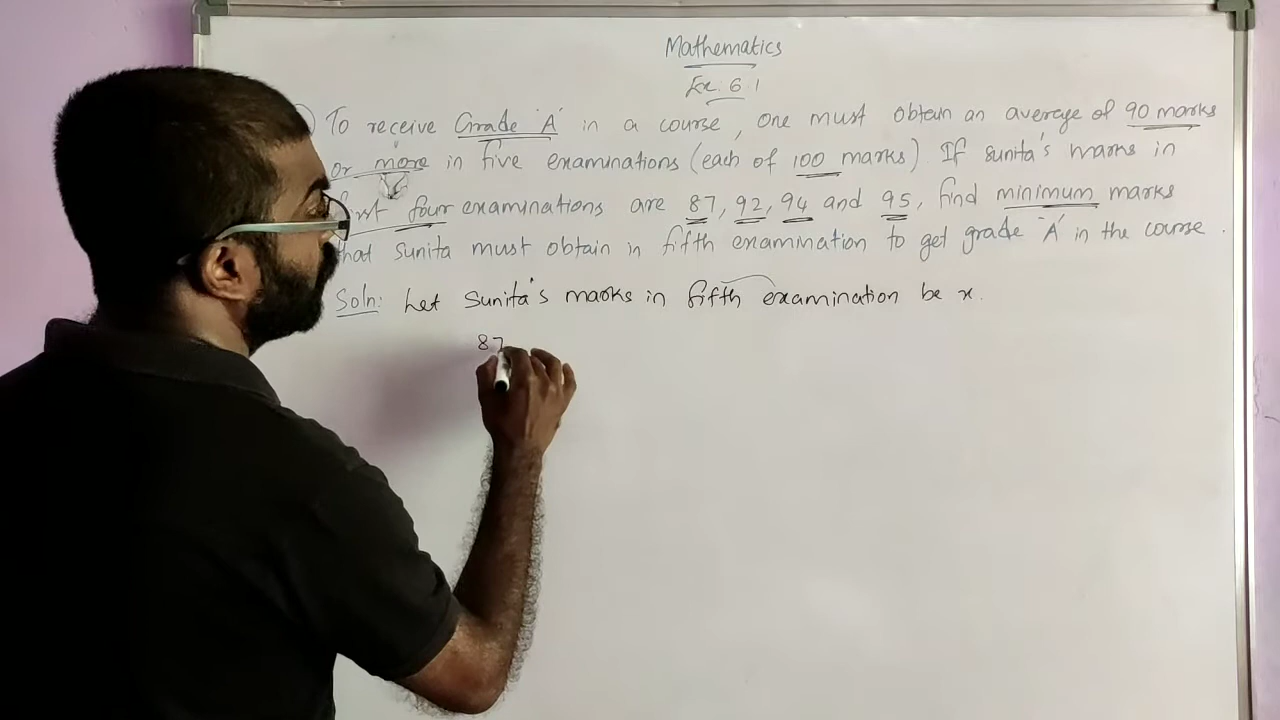 Mathematics
Ex: 6.1
To receive Grade 'A' in a course, one must obtain an average of 90 marks
or more in five examinations (each of 100 marks). If sunita's marks in
first four examinations are 87, 92, 94 and 95, find minimum marks
that sunita must obtain in fifth examination to get grade 'A' in the course.
Soln: Let Sunita's marks in fifth examination be x.
87